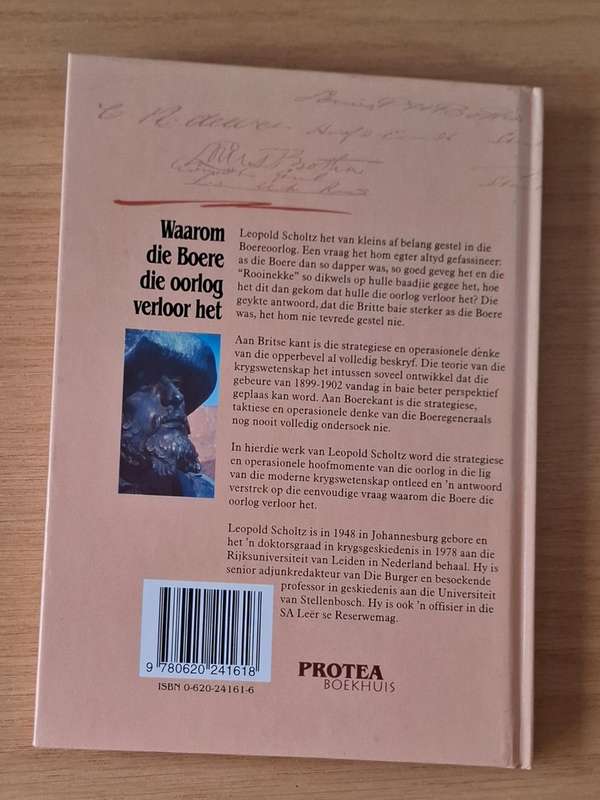 C R. de Wet
Louis Botha
Waarom
die Boere
die oorlog
verloor het
Leopold Scholtz het van kleins af belang gestel in die
Boereoorlog. Een vraag het hom egter altyd gefassineer:
as die Boere dan so dapper was, so goed geveg het en die
“Rooinekke” so dikwels op hulle baadjie gegee het, hoe
het dit dan gekom dat hulle die oorlog verloor het? Die
geykte antwoord, dat die Britte baie sterker as die Boere
was, het hom nie tevrede gestel nie.
Aan Britse kant is die strategiese en operasionele denke
van die opperbevel al volledig beskryf. Die teorie van die
krygswetenskap het intussen soveel ontwikkel dat die
gebeure van 1899-1902 vandag in baie beter perspektief
geplaas kan word. Aan Boerekant is die strategiese,
taktiese en operasionele denke van die Boeregeneraals
nog nooit volledig ondersoek nie.
In hierdie werk van Leopold Scholtz word die strategiese
en operasionele hoofmomente van die oorlog in die lig
van die moderne krygswetenskap ontleed en 'n antwoord
verstrek op die eenvoudige vraag waarom die Boere die
oorlog verloor het.
Leopold Scholtz is in 1948 in Johannesburg gebore en
het 'n doktorsgraad in krygsgeskiedenis in 1978 aan die
Rijksuniversiteit van Leiden in Nederland behaal. Hy is
senior adjunkredakteur van Die Burger en besoekende
professor in geskiedenis aan die Universiteit
van Stellenbosch. Hy is ook 'n offisier in die
SA Leër se Reserwemag.
9 780620 241618
ISBN 0-620-24161-6
PROTEA
BOEKHUIS